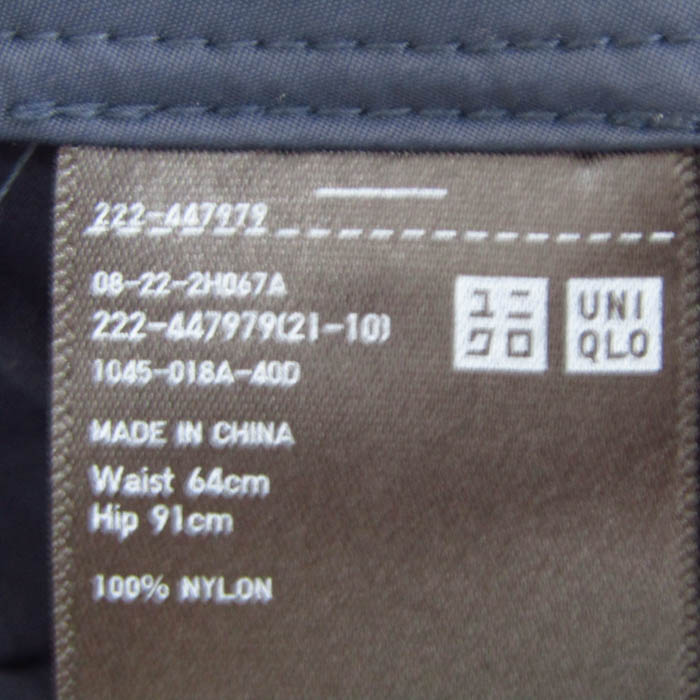 222-447979
08-22-2H067A
222-447979(21-10)
1045-018A-40D
ユニ
クロ
UNI
QLO
MADE IN CHINA
Waist 64cm
Hip 91cm
100% NYLON